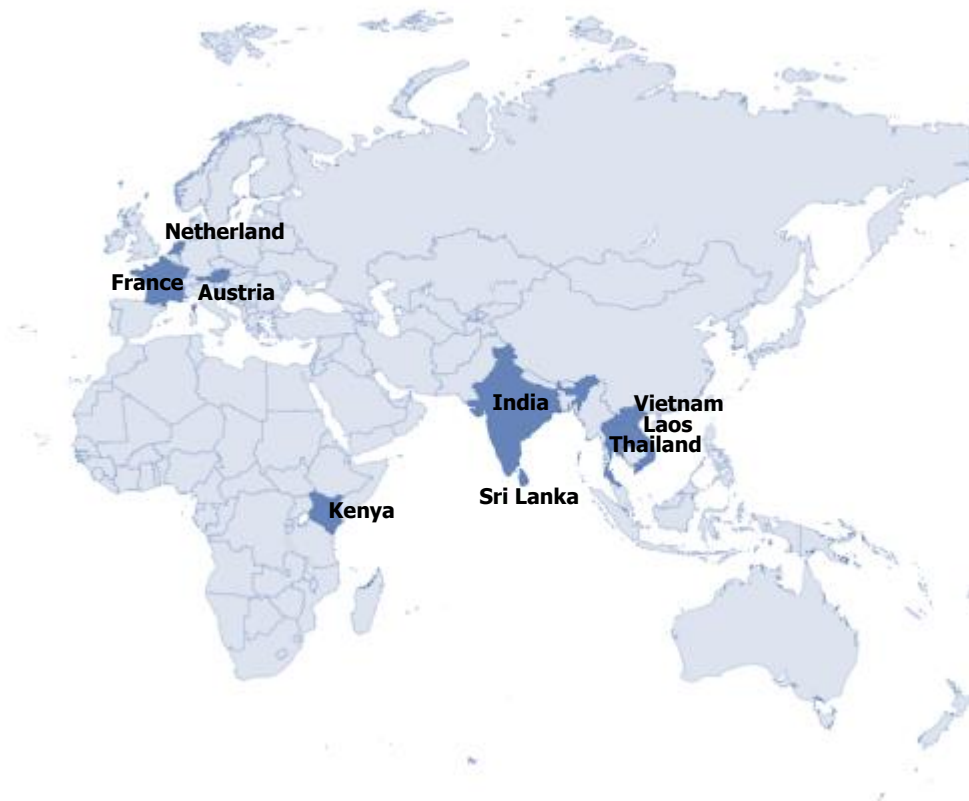 Netherland
France
Austria
India
Vietnam
Laos
Thailand
Sri Lanka
Kenya